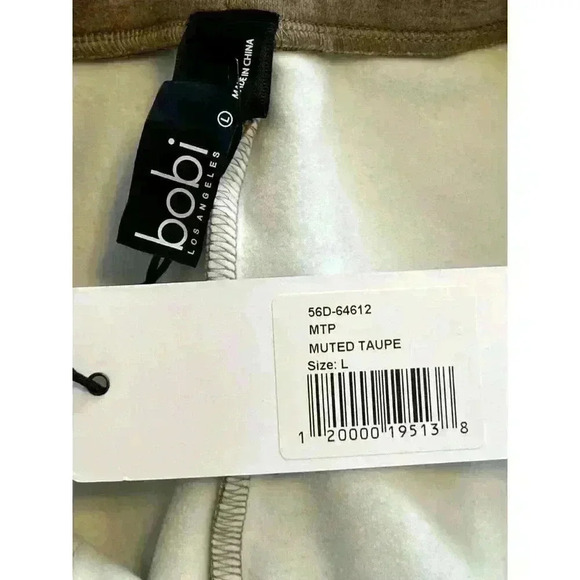 MADE IN CHINA
L
bobi
LOS ANGELES
56D-64612
MTP
MUTED TAUPE
Size: L
1 20000 19513 8